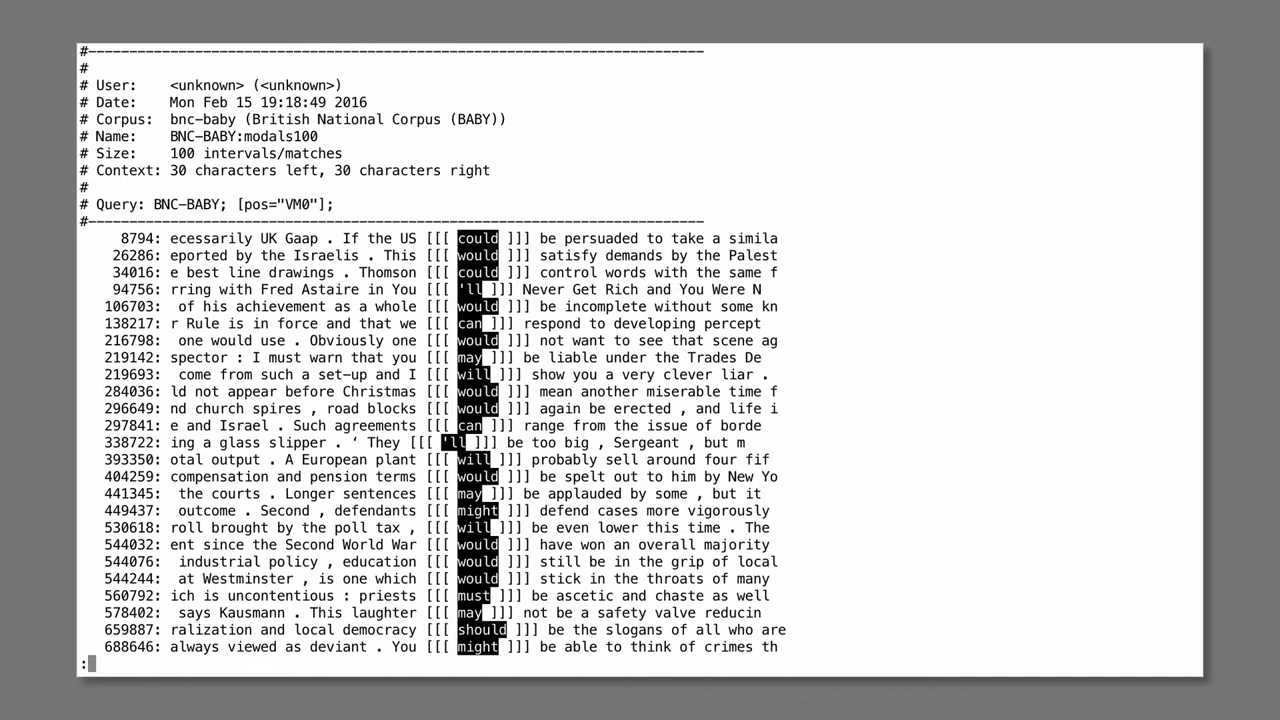 #---------------------------------------------------------------------------
#
# User:    <unknown> (<unknown>)
# Date:    Mon Feb 15 19:18:49 2016
# Corpus:  bnc-baby (British National Corpus (BABY))
# Name:    BNC-BABY:modals100
# Size:    100 intervals/matches
# Context: 30 characters left, 30 characters right
#
# Query: BNC-BABY; [pos="VM0"];
#---------------------------------------------------------------------------
8794: ecessarily UK Gaap . If the US [[[ could ]]] be persuaded to take a simila
26286: eported by the Israelis . This [[[ would ]]] satisfy demands by the Palest
34016: e best line drawings . Thomson [[[ could ]]] control words with the same f
94756: rring with Fred Astaire in You [[[ 'll ]]] Never Get Rich and You Were N
106703:  of his achievement as a whole [[[ would ]]] be incomplete without some kn
138217: r Rule is in force and that we [[[ can ]]] respond to developing percept
216798:  one would use . Obviously one [[[ would ]]] not want to see that scene ag
219142: spector : I must warn that you [[[ may ]]] be liable under the Trades De
219693:  come from such a set-up and I [[[ will ]]] show you a very clever liar .
284036: ld not appear before Christmas [[[ would ]]] mean another miserable time f
296649: nd church spires , road blocks [[[ would ]]] again be erected , and life i
297841: e and Israel . Such agreements [[[ can ]]] range from the issue of borde
338722: ing a glass slipper . ‘ They [[[ 'll ]]] be too big , Sergeant , but m
393350: otal output . A European plant [[[ will ]]] probably sell around four fif
404259: compensation and pension terms [[[ would ]]] be spelt out to him by New Yo
441345:  the courts . Longer sentences [[[ may ]]] be applauded by some , but it
449437:  outcome . Second , defendants [[[ might ]]] defend cases more vigorously
530618: roll brought by the poll tax , [[[ will ]]] be even lower this time . The
544032: ent since the Second World War [[[ would ]]] have won an overall majority
544076:  industrial policy , education [[[ would ]]] still be in the grip of local
544244:  at Westminster , is one which [[[ would ]]] stick in the throats of many
560792: ich is uncontentious : priests [[[ must ]]] be ascetic and chaste as well
578402:  says Kausmann . This laughter [[[ may ]]] not be a safety valve reducin
659887: ralization and local democracy [[[ should ]]] be the slogans of all who are
688646: always viewed as deviant . You [[[ might ]]] be able to think of crimes th
: